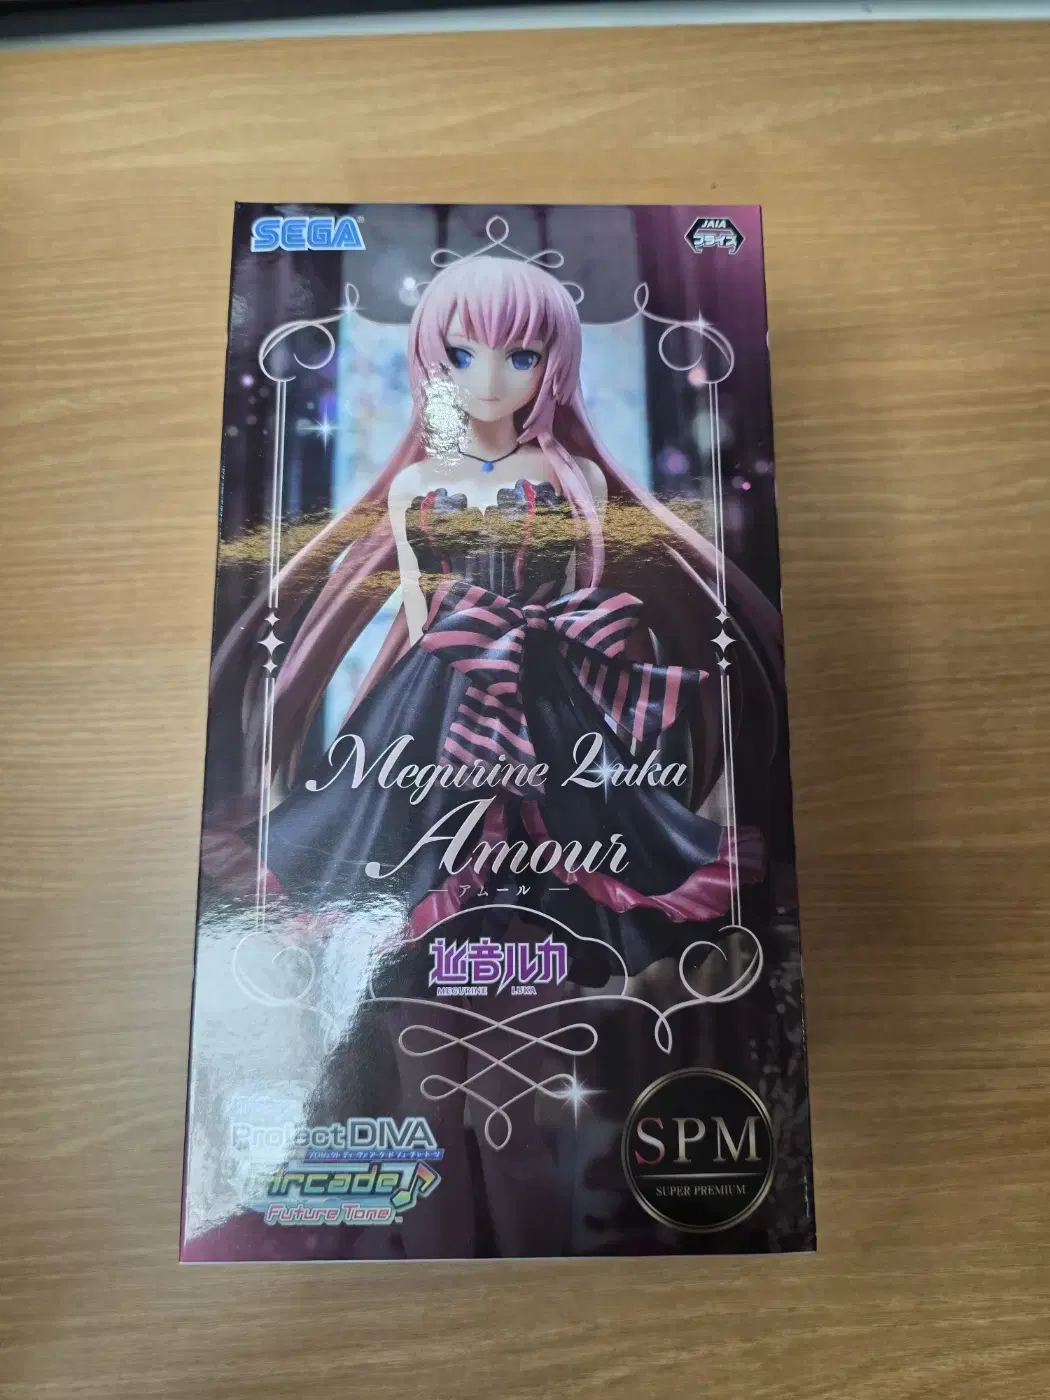 SEGA
JAIA
プライズ
Megurine Luka
Amour
アムール
巡音ルカ
MEGURINE LUKA
Project DIVA
Arcade
Future Tone
SPM
SUPER PREMIUM